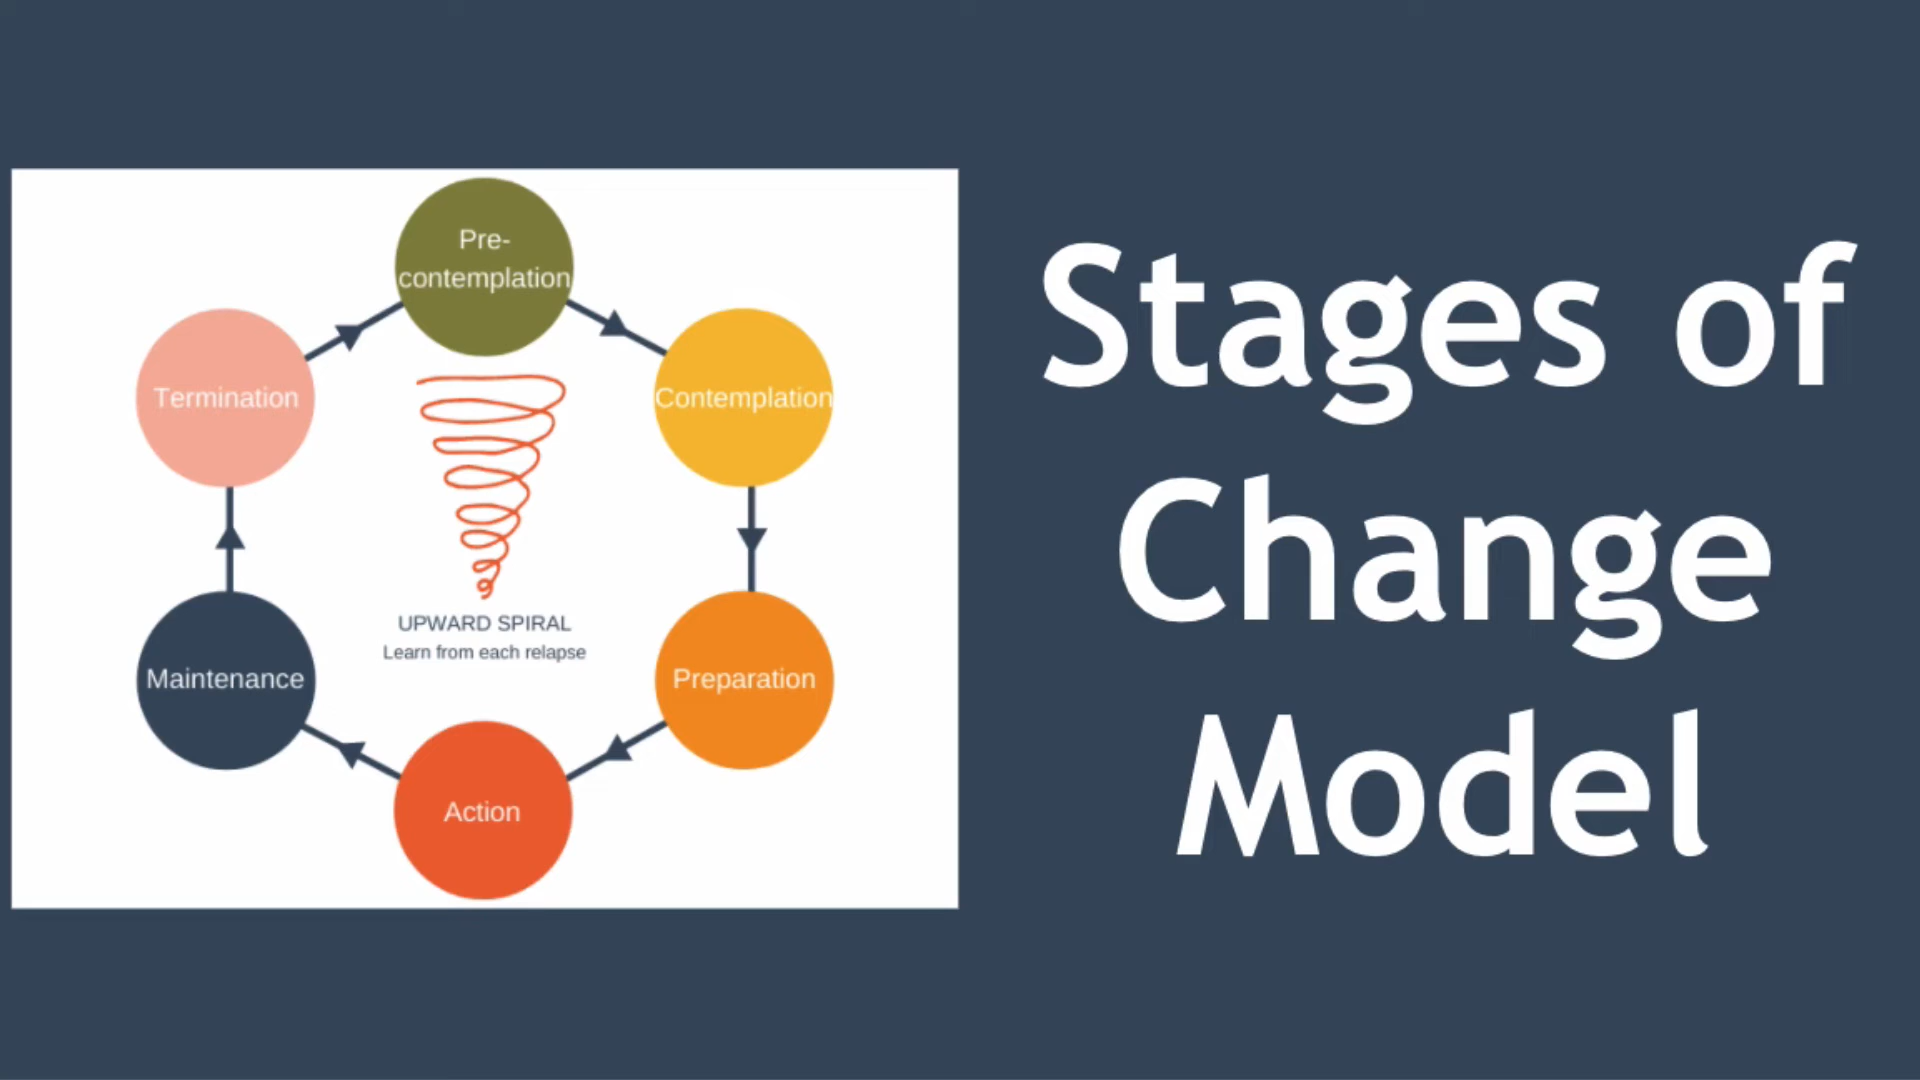 Pre-
contemplation
Contemplation
Preparation
Action
Maintenance
Termination
UPWARD SPIRAL
Learn from each relapse
Stages of
Change
Model